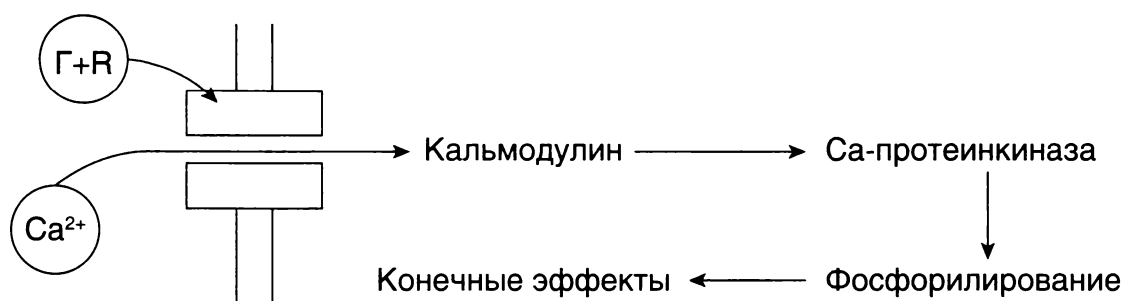 Г+R
Кальмодулин
Са-протеинкиназа
Ca²⁺
Конечные эффекты
Фосфорилирование